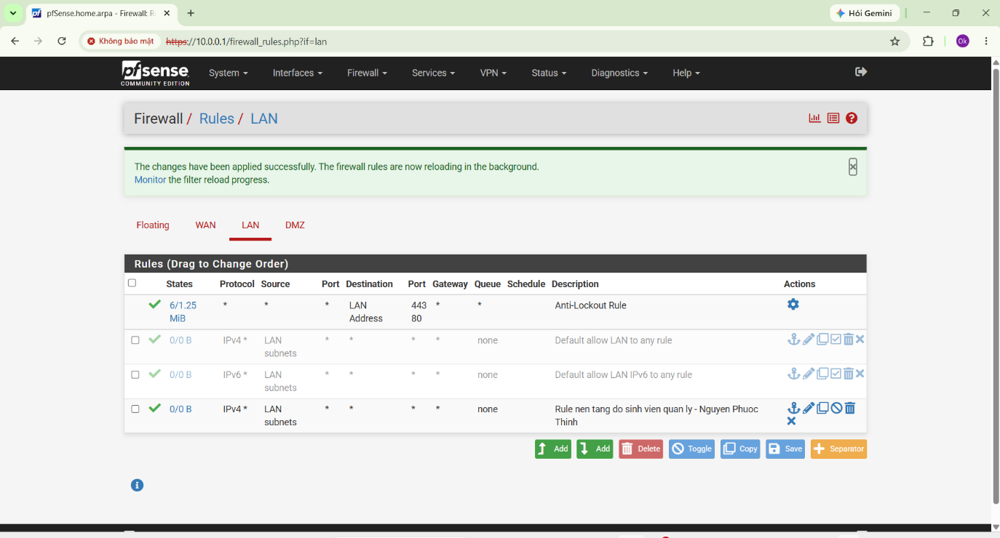 pfSense.home.arpa - Firewall: R
Hỏi Gemini
Không bảo mật
https://10.0.0.1/firewall_rules.php?if=lan
Ok
pfsense
COMMUNITY EDITION
System
Interfaces
Firewall
Services
VPN
Status
Diagnostics
Help
Firewall / Rules / LAN
The changes have been applied successfully. The firewall rules are now reloading in the background.
Monitor the filter reload progress.
Floating WAN LAN DMZ
Rules (Drag to Change Order)
States Protocol Source Port Destination Port Gateway Queue Schedule Description Actions
6/1.25 * * * LAN 443 * * Anti-Lockout Rule
MiB Address 80
0/0 B IPv4 * LAN * * * * none Default allow LAN to any rule
subnets
0/0 B IPv6 * LAN * * * * none Default allow LAN IPv6 to any rule
subnets
0/0 B IPv4 * LAN * * * * none Rule nen tang do sinh vien quan ly - Nguyen Phuoc
subnets Thinh
Add Add Delete Toggle Copy Save Separator